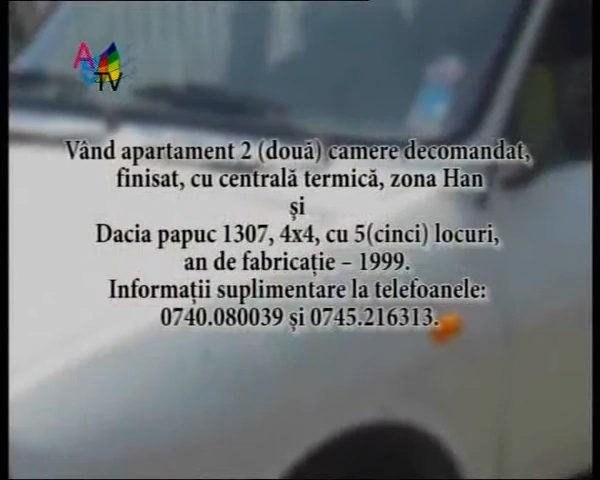 AS
TV
Vând apartament 2 (două) camere decomandat,
finisat, cu centrală termică, zona Han
și
Dacia papuc 1307, 4x4, cu 5(cinci) locuri,
an de fabricație – 1999.
Informații suplimentare la telefoanele:
0740.080039 și 0745.216313.